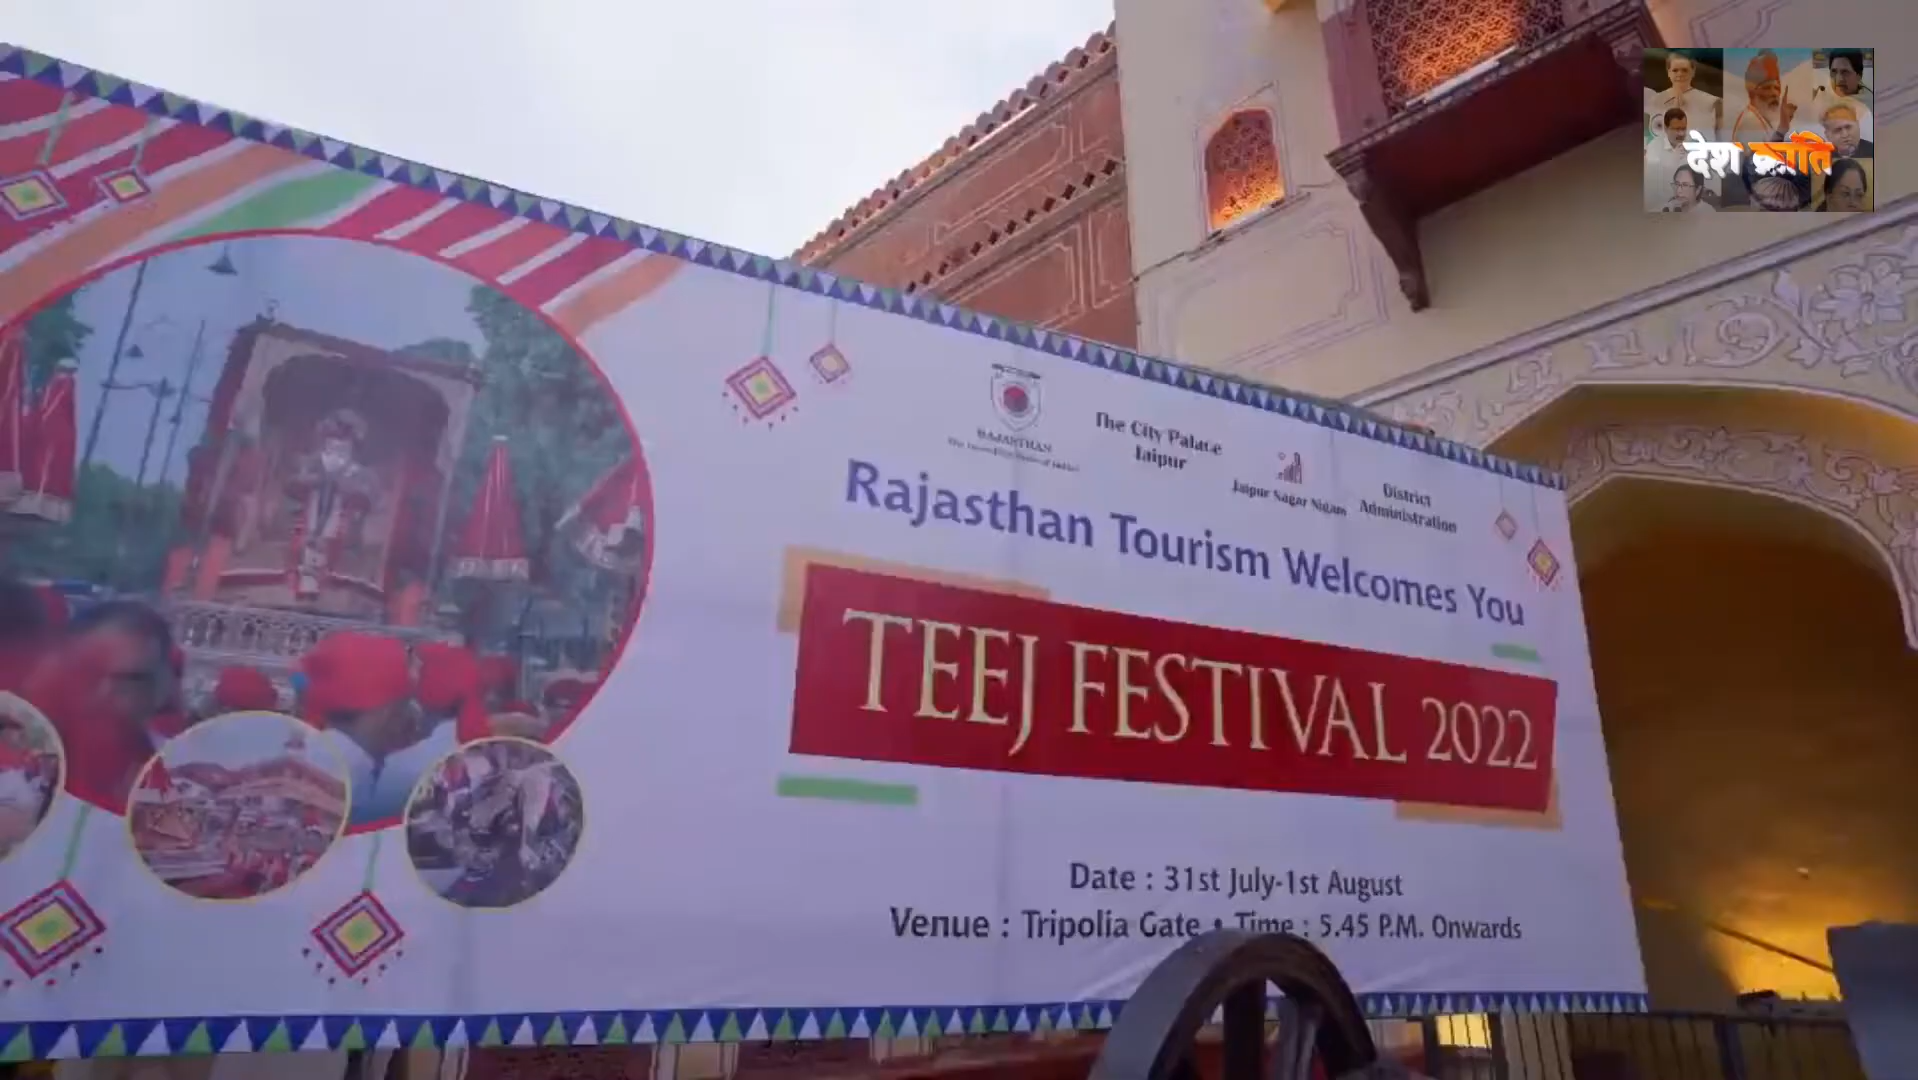 देश क्रांति
RAJASTHAN
The City Palace
Jaipur
Jaipur Nagar Nigam
District
Administration
Rajasthan Tourism Welcomes You
TEEJ FESTIVAL 2022
Date : 31st July-1st August
Venue : Tripolia Gate • Time : 5.45 P.M. Onwards